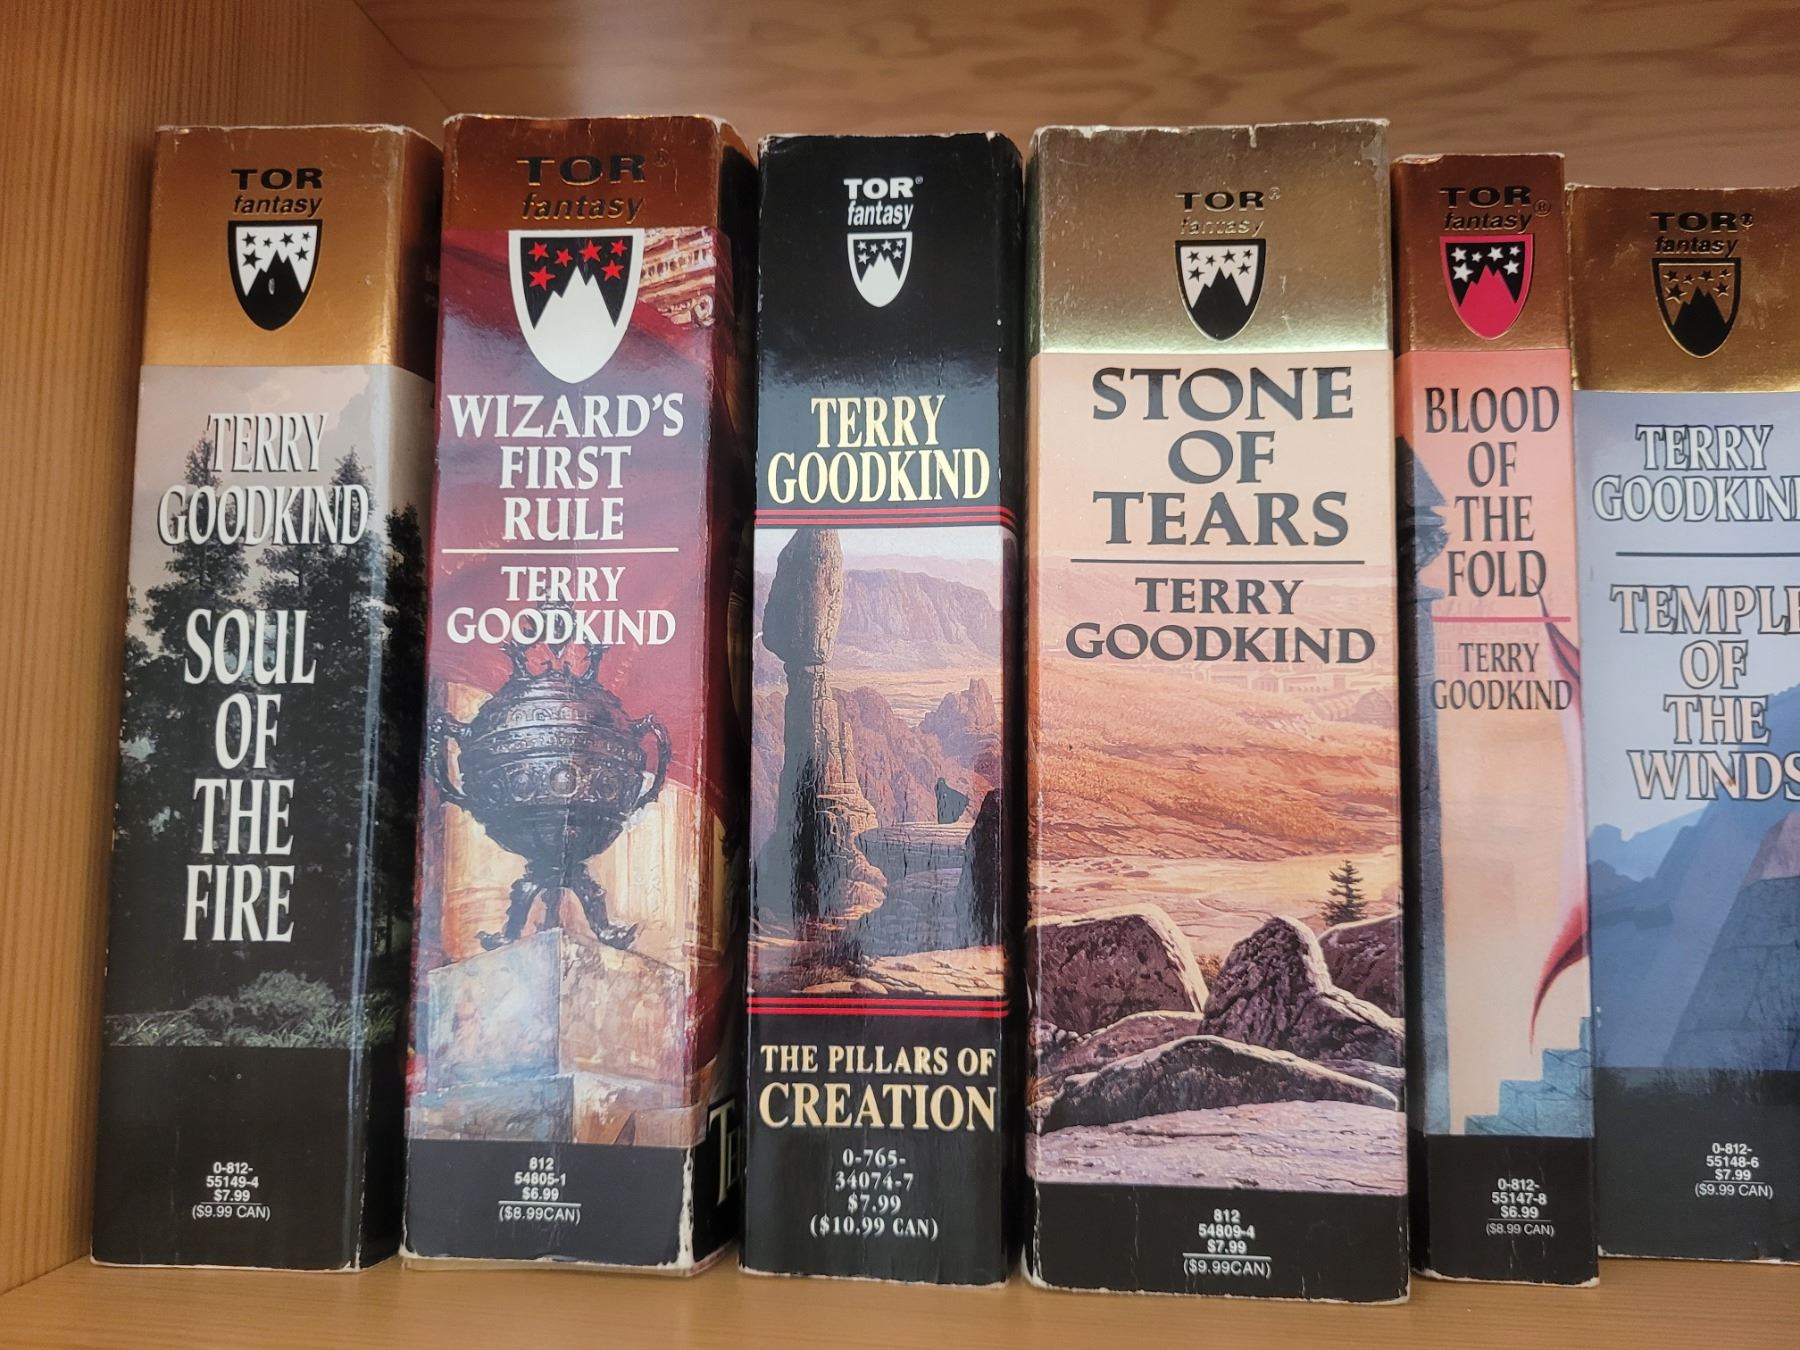 TOR
fantasy
TERRY
GOODKIND
SOUL
OF
THE
FIRE
0-812-
55149-4
$7.99
($9.99 CAN)
TOR®
fantasy
WIZARD'S
FIRST
RULE
TERRY
GOODKIND
812
54805-1
$6.99
($8.99CAN)
TOR®
fantasy
TERRY
GOODKIND
THE PILLARS OF
CREATION
0-765-
34074-7
$7.99
($10.99 CAN)
TOR®
fantasy
STONE
OF
TEARS
TERRY
GOODKIND
812
54809-4
$7.99
($9.99CAN)
TOR
fantasy®
BLOOD
OF
THE
FOLD
TERRY
GOODKIND
0-812-
55147-8
$6.99
($8.99 CAN)
TOR®
fantasy
TERRY
GOODKIN
TEMPLE
OF
THE
WINDS
0-812-
55148-6
$7.99
($9.99 CAN)